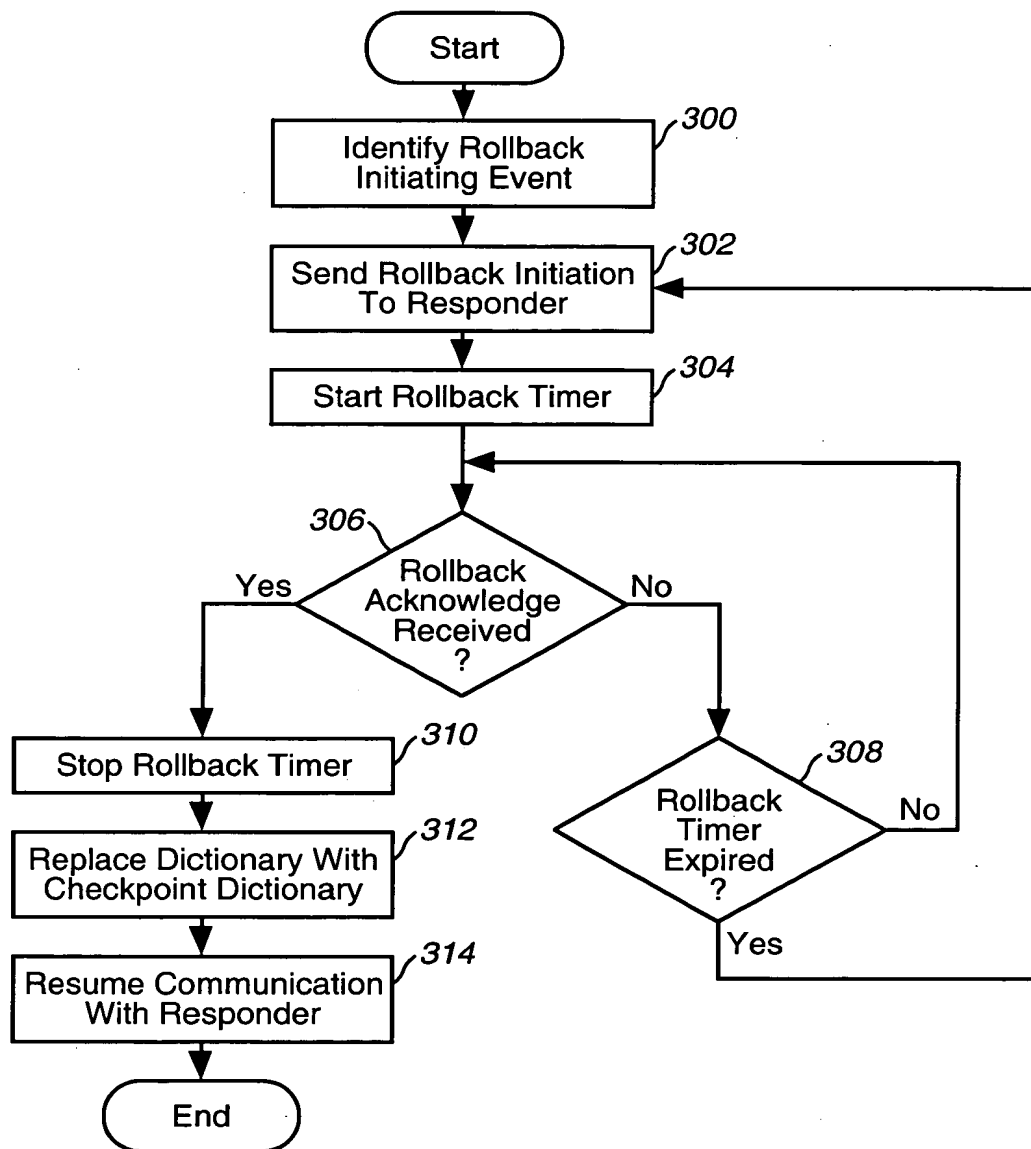 Start
300
Identify Rollback
Initiating Event
302
Send Rollback Initiation
To Responder
304
Start Rollback Timer
306
Rollback
Acknowledge
Received
?
Yes
No
310
Stop Rollback Timer
308
Rollback
Timer
Expired
?
No
Yes
312
Replace Dictionary With
Checkpoint Dictionary
314
Resume Communication
With Responder
End